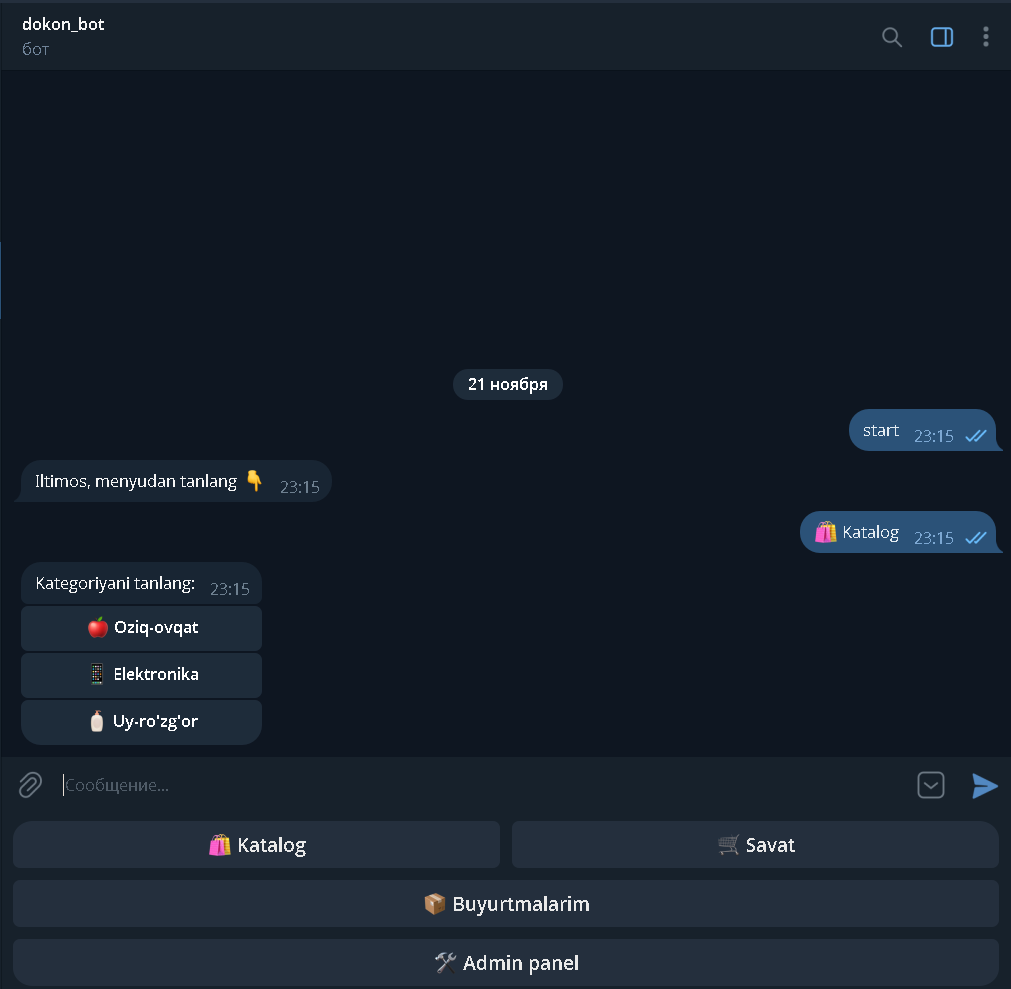 dokon_bot
бот
21 ноября
start 23:15
Iltimos, menyudan tanlang 👇 23:15
🛍 Katalog 23:15
Kategoriyani tanlang: 23:15
🍎 Oziq-ovqat
📱 Elektronika
🧴 Uy-ro'zg'or
Сообщение...
🛍 Katalog
🛒 Savat
📦 Buyurtmalarim
🛠 Admin panel